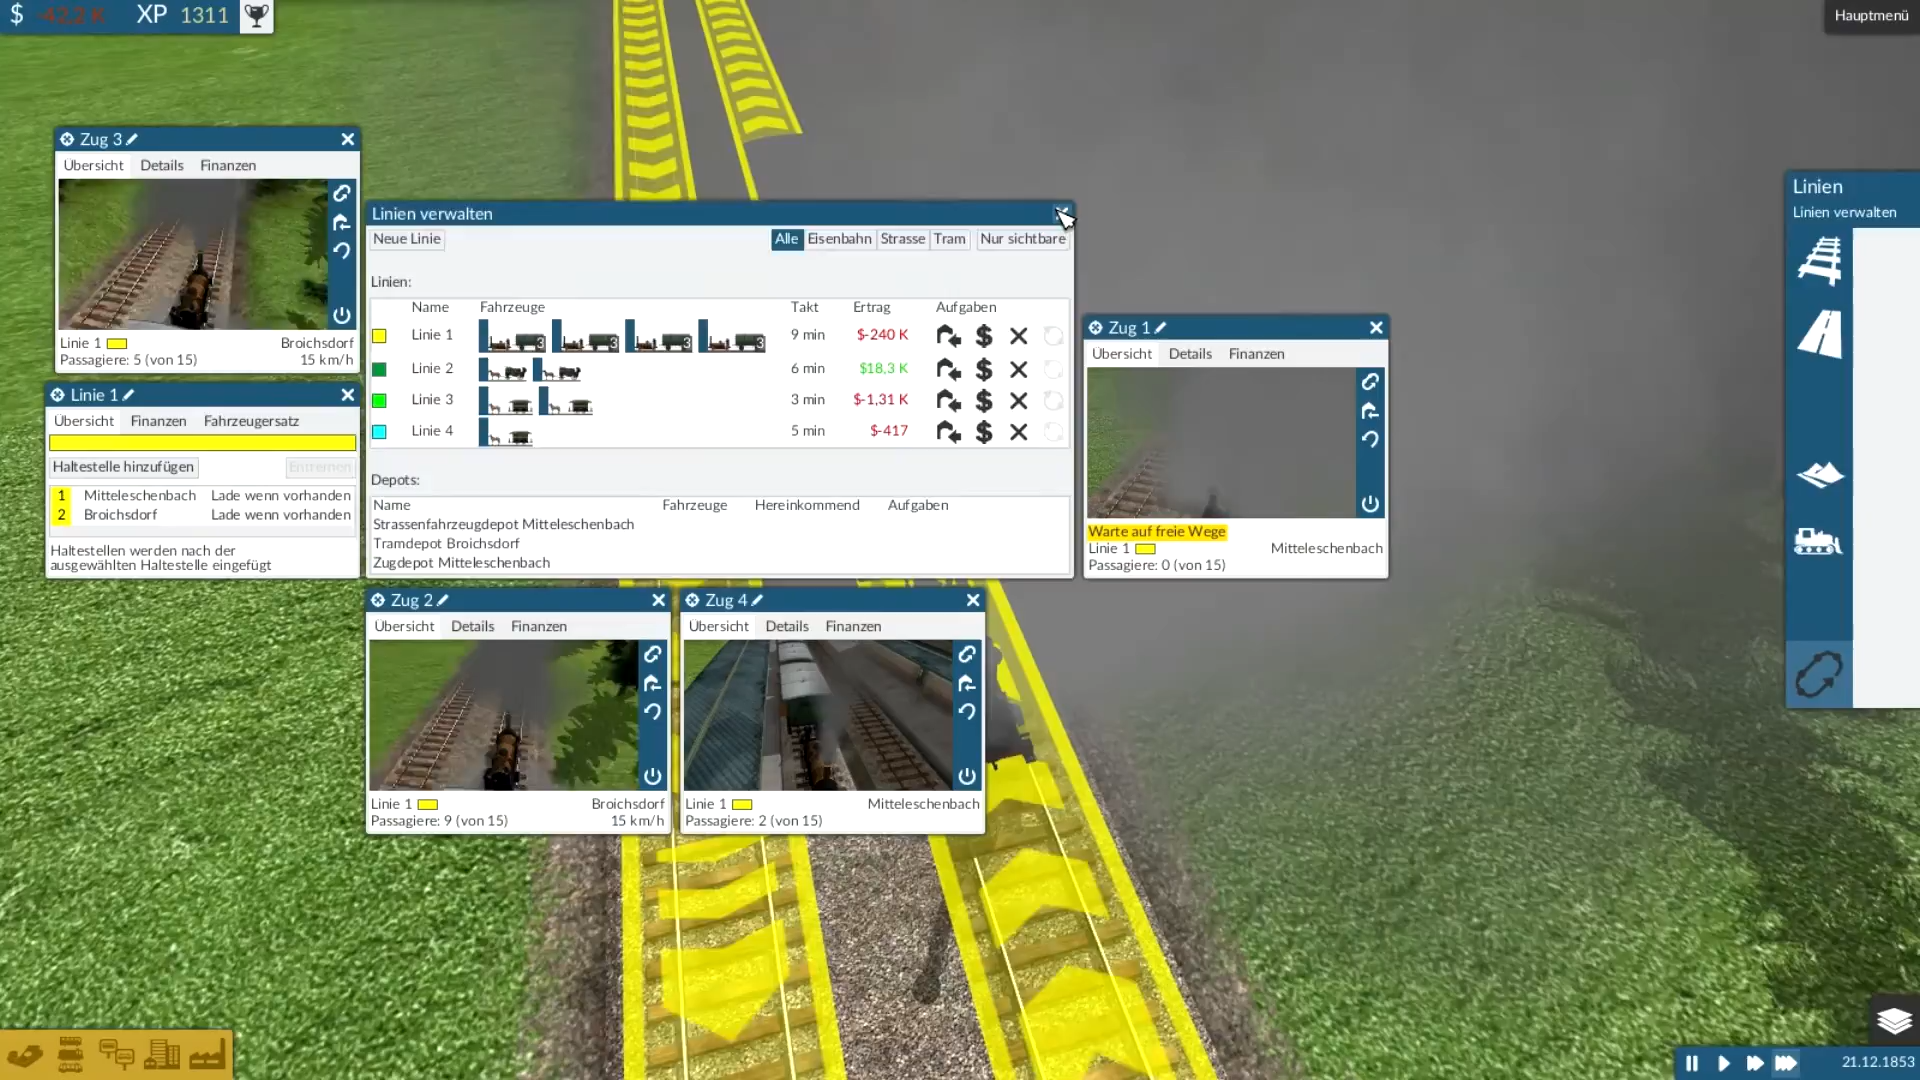 $ -42,2 K XP 1311
Hauptmenü
Zug 3
Übersicht Details Finanzen
Linie 1 Broichsdorf
Passagiere: 5 (von 15) 15 km/h
Linie 1
Übersicht Finanzen Fahrzeugersatz
Haltestelle hinzufügen Entfernen
1 Mitteleschenbach Lade wenn vorhanden
2 Broichsdorf Lade wenn vorhanden
Haltestellen werden nach der
ausgewählten Haltestelle eingefügt
Linien verwalten
Neue Linie Alle Eisenbahn Strasse Tram Nur sichtbare
Linien:
Name Fahrzeuge Takt Ertrag Aufgaben
Linie 1 3 3 3 3 9 min $-240 K $
Linie 2 6 min $18,3 K $
Linie 3 3 min $-1,31 K $
Linie 4 5 min $-417 $
Depots:
Name Fahrzeuge Hereinkommend Aufgaben
Strassenfahrzeugdepot Mitteleschenbach
Tramdepot Broichsdorf
Zugdepot Mitteleschenbach
Zug 1
Übersicht Details Finanzen
Warte auf freie Wege
Linie 1 Mitteleschenbach
Passagiere: 0 (von 15)
Zug 2
Übersicht Details Finanzen
Linie 1 Broichsdorf
Passagiere: 9 (von 15) 15 km/h
Zug 4
Übersicht Details Finanzen
Linie 1 Mitteleschenbach
Passagiere: 2 (von 15)
Linien
Linien verwalten
21.12.1853